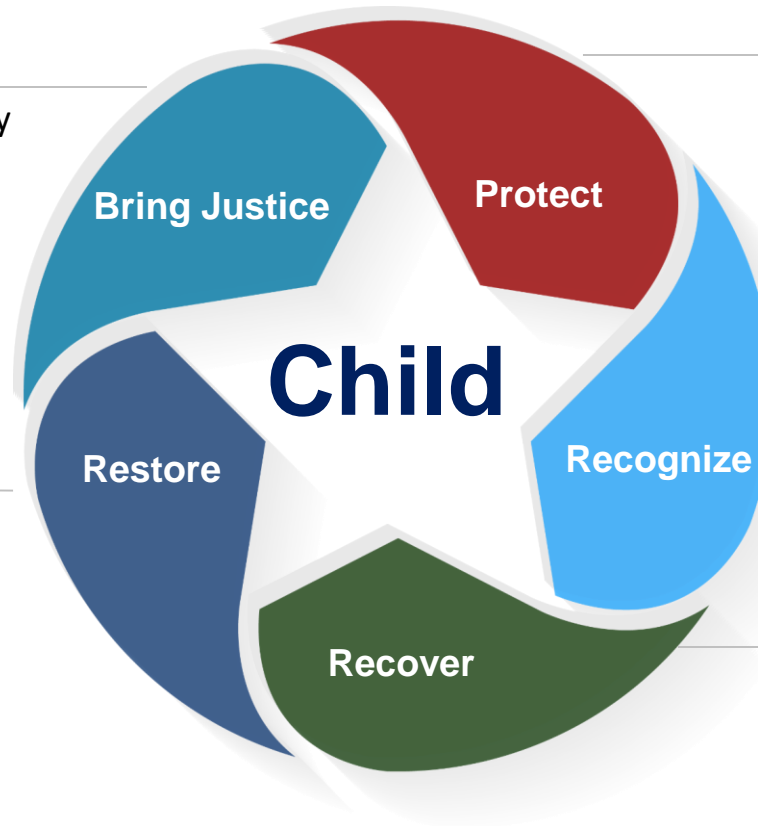 y
Bring Justice
Protect
Child
Recognize
Restore
Recover